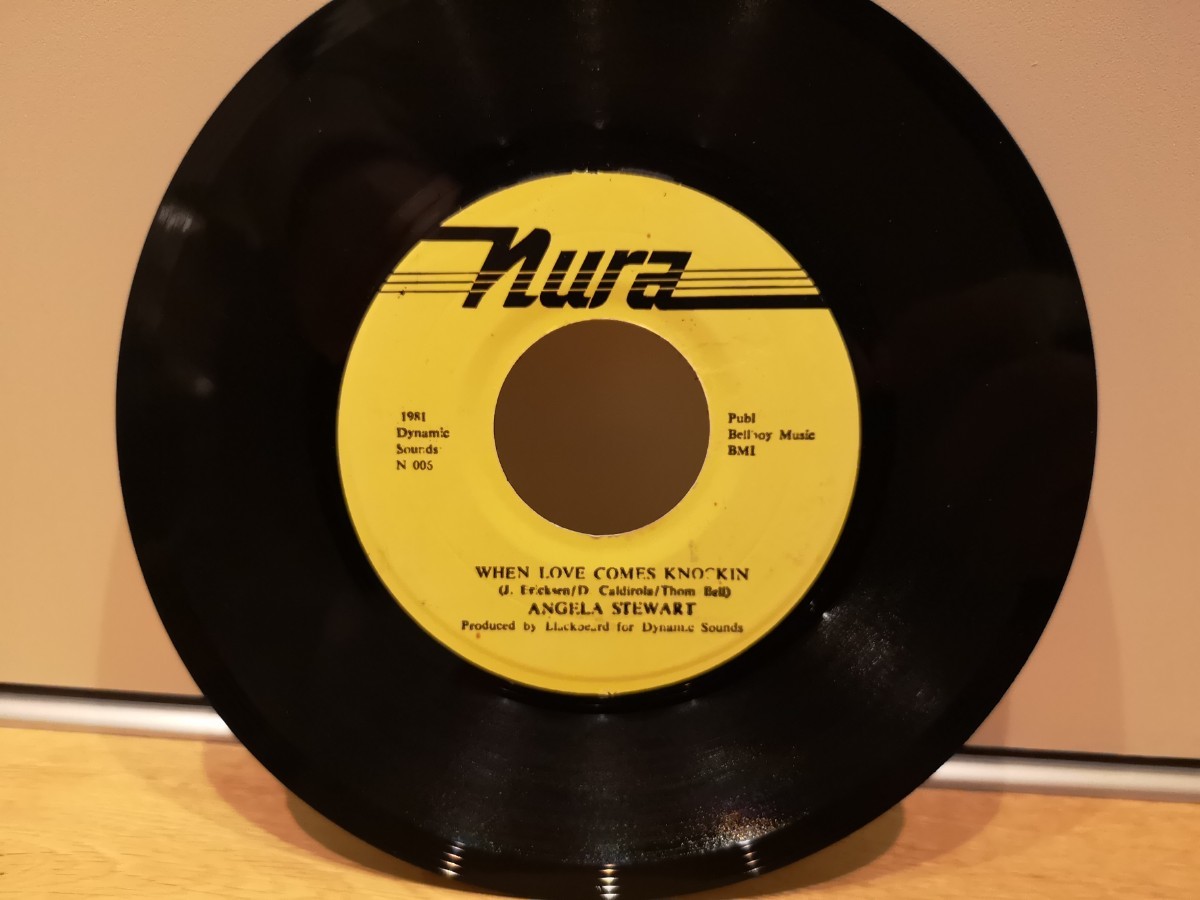 Nura
1981
Dynamic
Sounds
N 006
Publ
Bellboy Music
BMI
WHEN LOVE COMES KNOCKIN
(J. Ericksen/D. Caldirola/Thom Bell)
ANGELA STEWART
Produced by Blackbeard for Dynamic Sounds